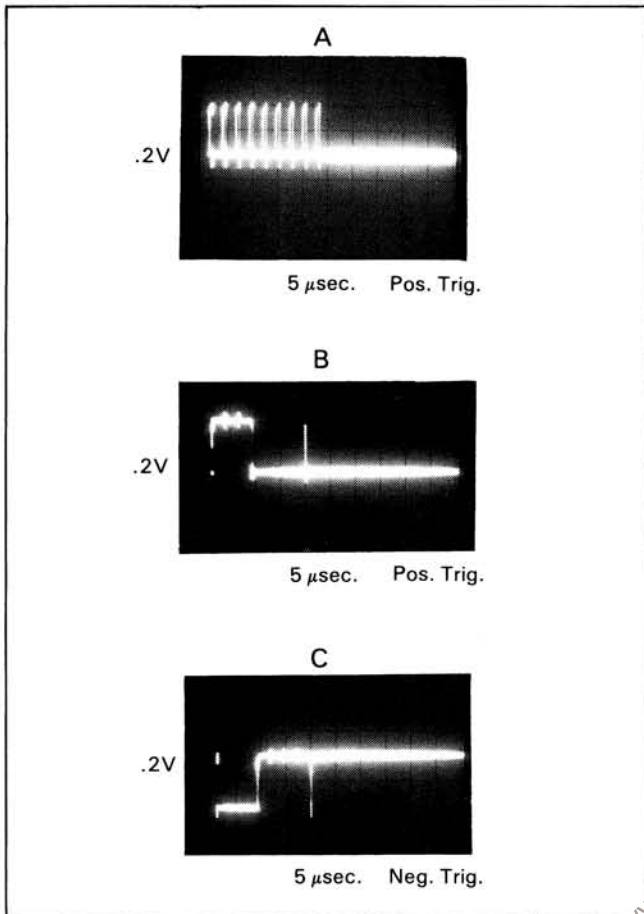 A
.2V
5 μsec. Pos. Trig.
B
.2V
5 μsec. Pos. Trig.
C
.2V
5 μsec. Neg. Trig.